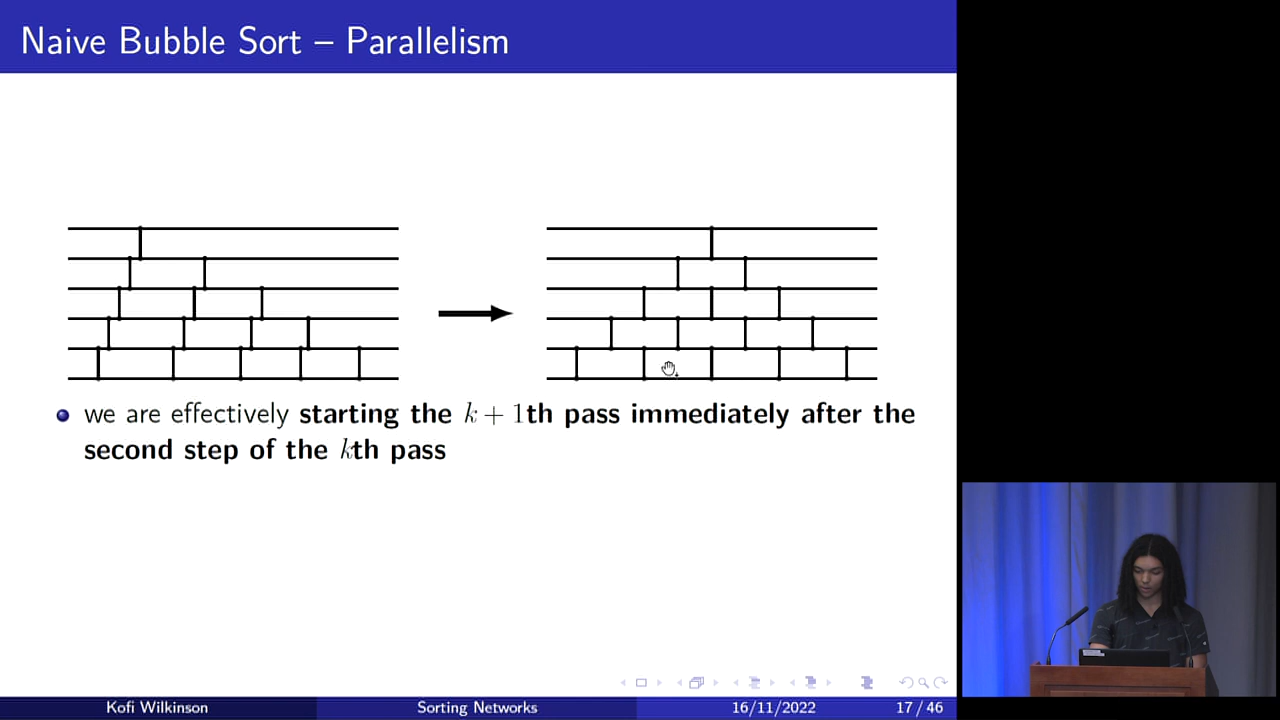 Naive Bubble Sort – Parallelism
we are effectively starting the k + 1th pass immediately after the
second step of the kth pass
Kofi Wilkinson
Sorting Networks
16/11/2022
17 / 46